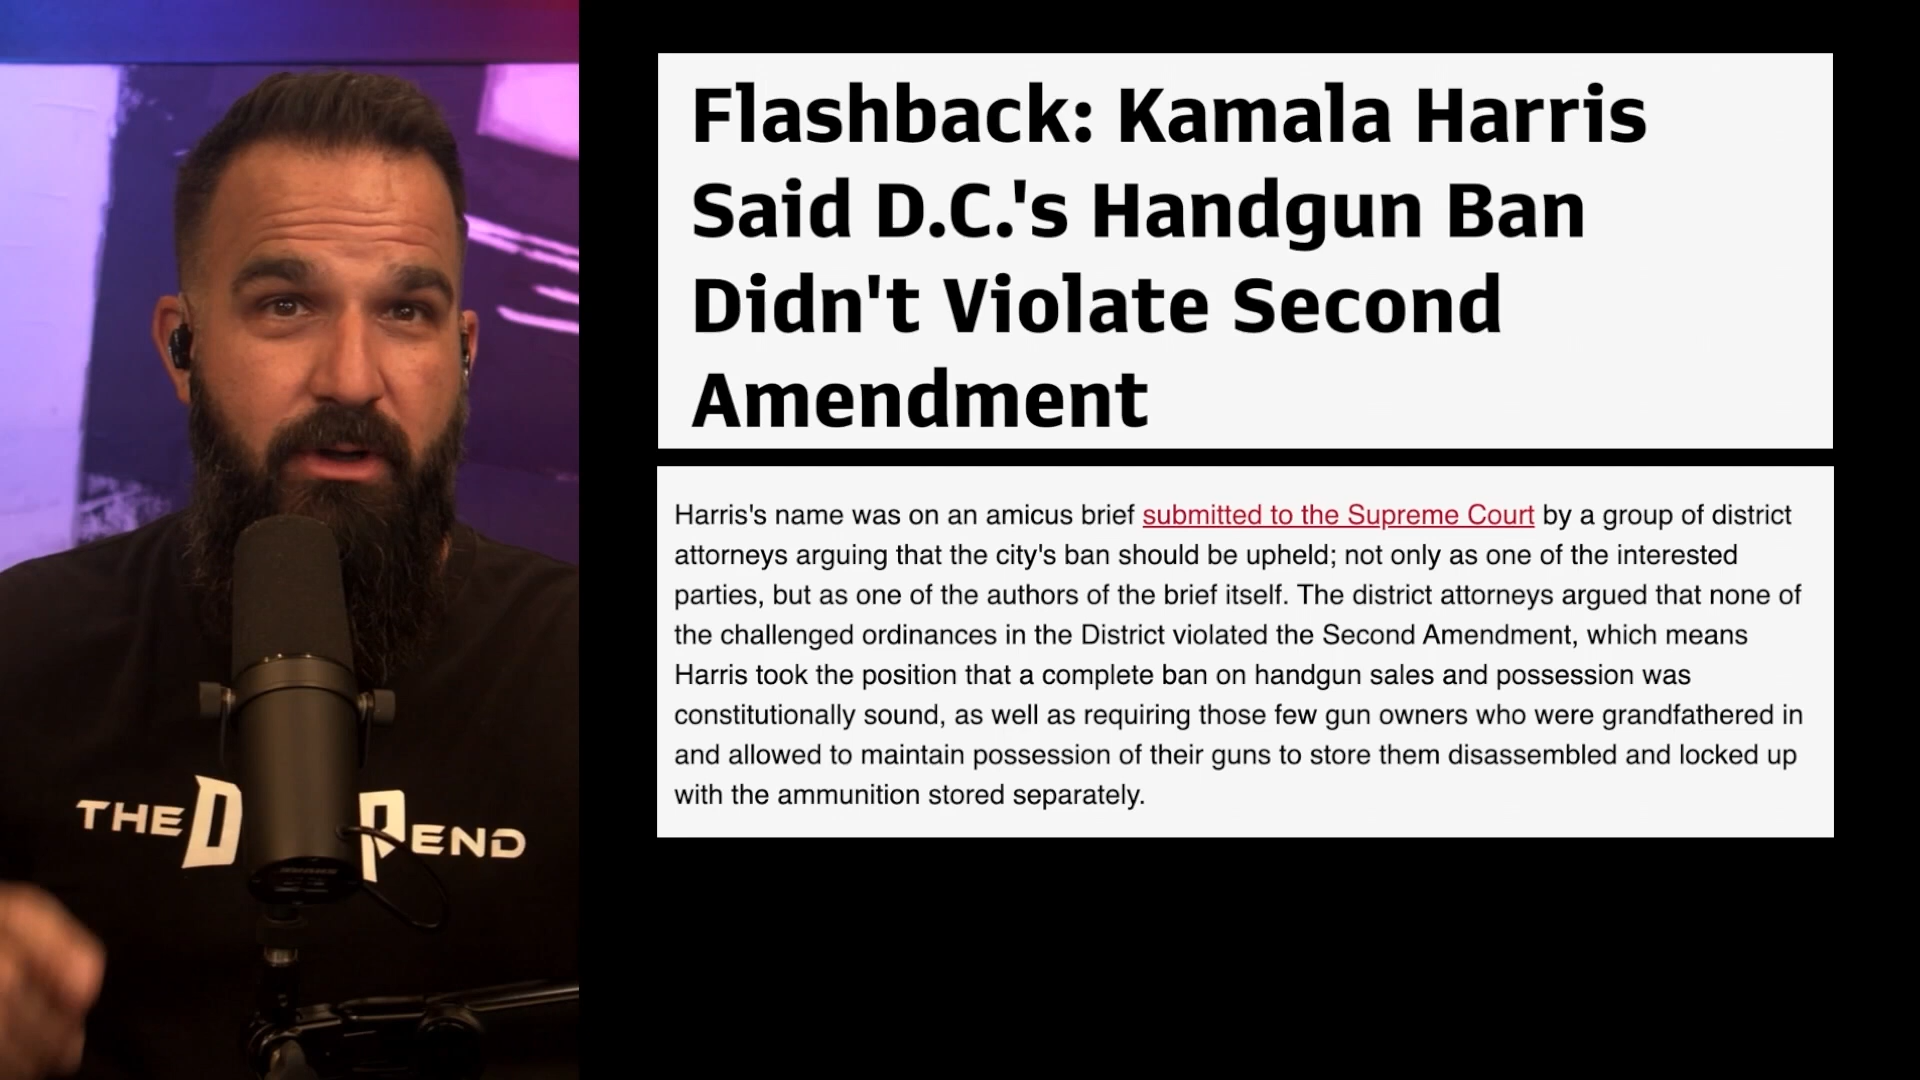 Flashback: Kamala Harris
Said D.C.'s Handgun Ban
Didn't Violate Second
Amendment
Harris's name was on an amicus brief submitted to the Supreme Court by a group of district
attorneys arguing that the city's ban should be upheld; not only as one of the interested
parties, but as one of the authors of the brief itself. The district attorneys argued that none of
the challenged ordinances in the District violated the Second Amendment, which means
Harris took the position that a complete ban on handgun sales and possession was
constitutionally sound, as well as requiring those few gun owners who were grandfathered in
and allowed to maintain possession of their guns to store them disassembled and locked up
with the ammunition stored separately.
THE D PEND